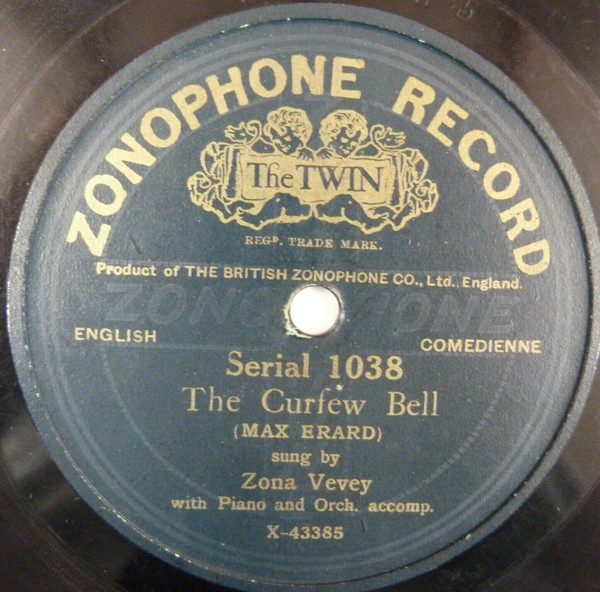 ZONOPHONE RECORD
The TWIN
REGD. TRADE MARK.
Product of THE BRITISH ZONOPHONE CO., Ltd., England.
ZONOPHONE
ENGLISH
COMEDIENNE
Serial 1038
The Curfew Bell
(MAX ERARD)
sung by
Zona Vevey
with Piano and Orch. accomp.
X-43385